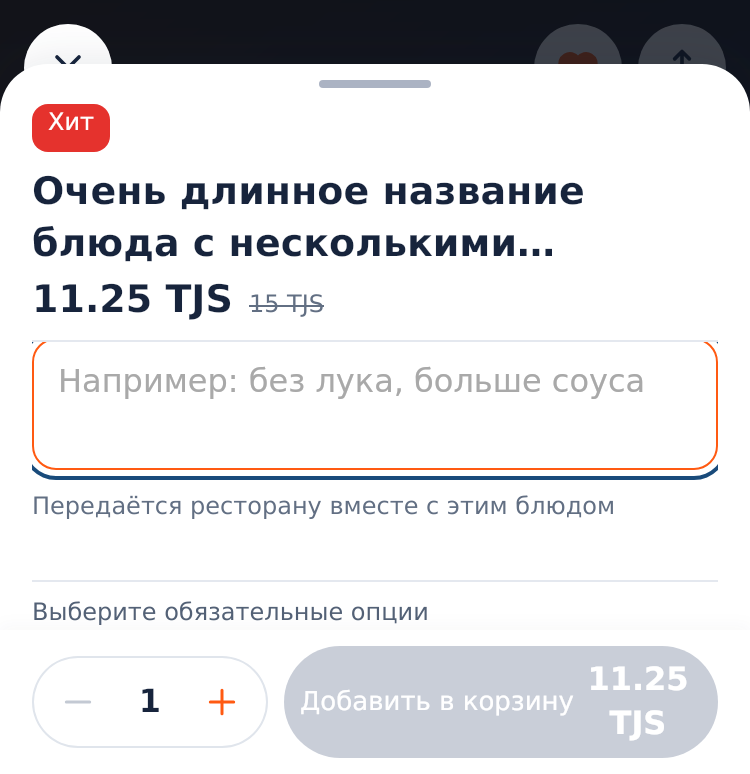 Хит
Очень длинное название
блюда с несколькими…
11.25 TJS 15 TJS
Например: без лука, больше соуса
Передаётся ресторану вместе с этим блюдом
Выберите обязательные опции
1
Добавить в корзину
11.25
TJS